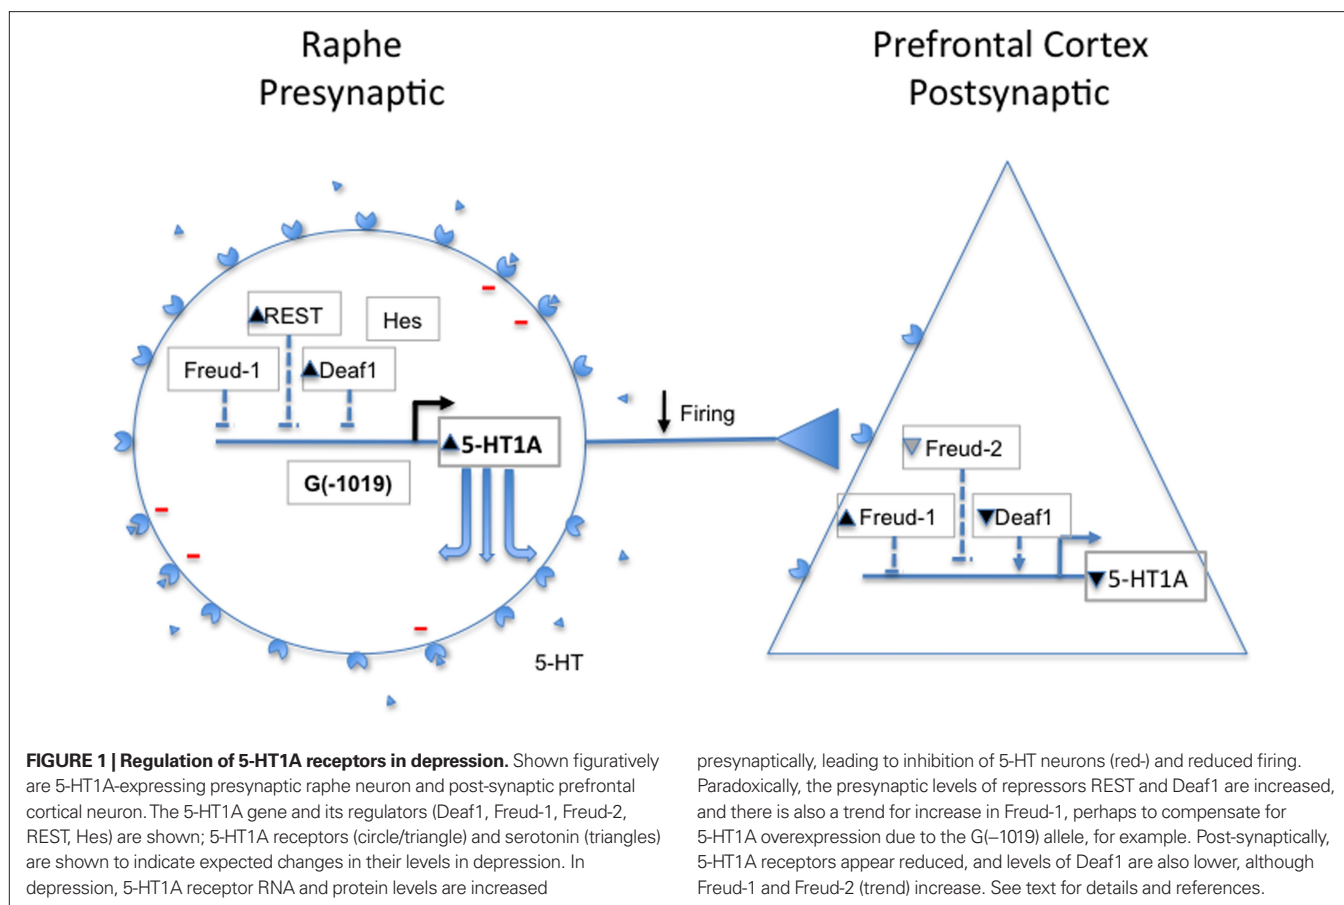 Raphe
Presynaptic
Prefrontal Cortex
Postsynaptic
REST
Hes
Freud-1
Deaf1
5-HT1A
G(-1019)
Firing
5-HT
Freud-2
Freud-1
Deaf1
5-HT1A
FIGURE 1 | Regulation of 5-HT1A receptors in depression. Shown figuratively
are 5-HT1A-expressing presynaptic raphe neuron and post-synaptic prefrontal
cortical neuron. The 5-HT1A gene and its regulators (Deaf1, Freud-1, Freud-2,
REST, Hes) are shown; 5-HT1A receptors (circle/triangle) and serotonin (triangles)
are shown to indicate expected changes in their levels in depression. In
depression, 5-HT1A receptor RNA and protein levels are increased
presynaptically, leading to inhibition of 5-HT neurons (red-) and reduced firing.
Paradoxically, the presynaptic levels of repressors REST and Deaf1 are increased,
and there is also a trend for increase in Freud-1, perhaps to compensate for
5-HT1A overexpression due to the G(–1019) allele, for example. Post-synaptically,
5-HT1A receptors appear reduced, and levels of Deaf1 are also lower, although
Freud-1 and Freud-2 (trend) increase. See text for details and references.